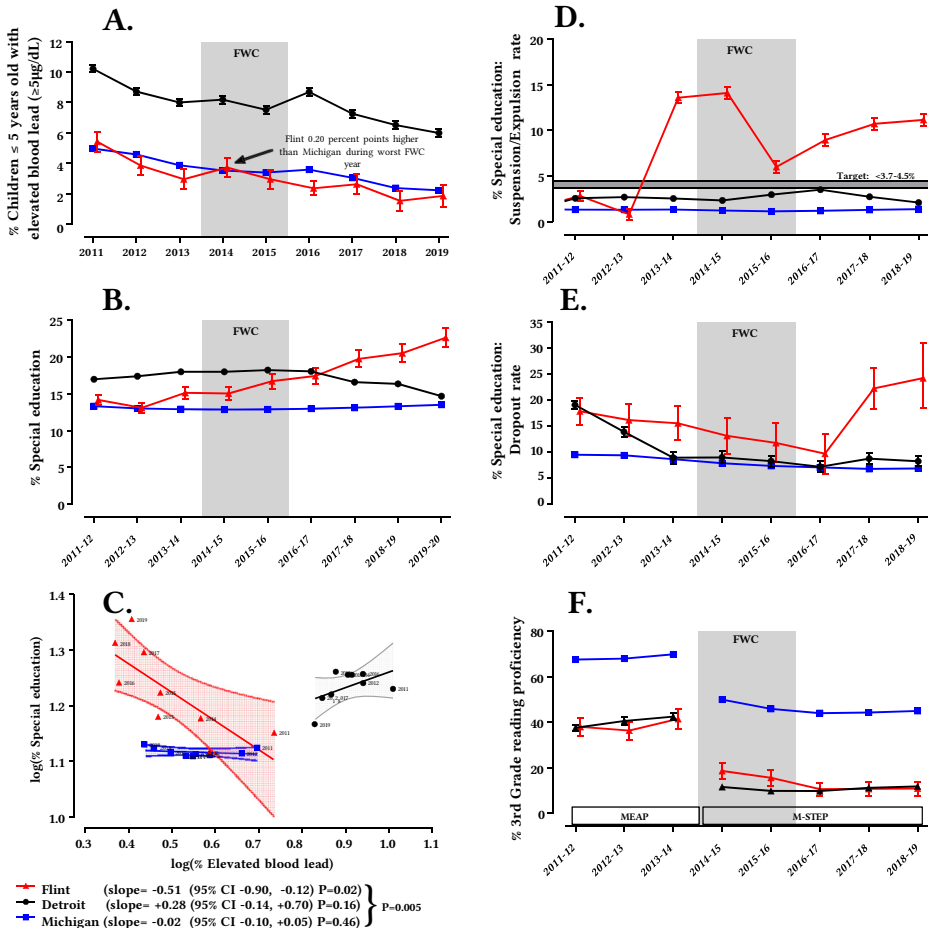 A.
% Children ≤ 5 years old with
elevated blood lead (≥5µg/dL)
12
10
8
6
4
2
0
FWC
Flint 0.20 percent points higher
than Michigan during worst FWC
year
2011 2012 2013 2014 2015 2016 2017 2018 2019
B.
% Special education
25
20
15
10
5
0
FWC
2011-12 2012-13 2013-14 2014-15 2015-16 2016-17 2017-18 2018-19 2019-20
C.
log(% Special education)
1.4
1.3
1.2
1.1
1.0
2019
2018
2017
2016
2015
2014
2013
2011
2011
2012
2011
2019
0.3 0.4 0.5 0.6 0.7 0.8 0.9 1.0 1.1
log(% Elevated blood lead)
Flint (slope= -0.51 (95% CI -0.90, -0.12) P=0.02)
Detroit (slope= +0.28 (95% CI -0.14, +0.70) P=0.16)
Michigan (slope= -0.02 (95% CI -0.10, +0.05) P=0.46)
P=0.005
D.
% Special education:
Suspension/Expulsion rate
20
15
10
5
0
FWC
Target: <3.7-4.5%
2011-12 2012-13 2013-14 2014-15 2015-16 2016-17 2017-18 2018-19
E.
% Special education:
Dropout rate
35
30
25
20
15
10
5
0
FWC
2011-12 2012-13 2013-14 2014-15 2015-16 2016-17 2017-18 2018-19
F.
% 3rd Grade reading proficiency
80
60
40
20
0
FWC
MEAP M-STEP
2011-12 2012-13 2013-14 2014-15 2015-16 2016-17 2017-18 2018-19